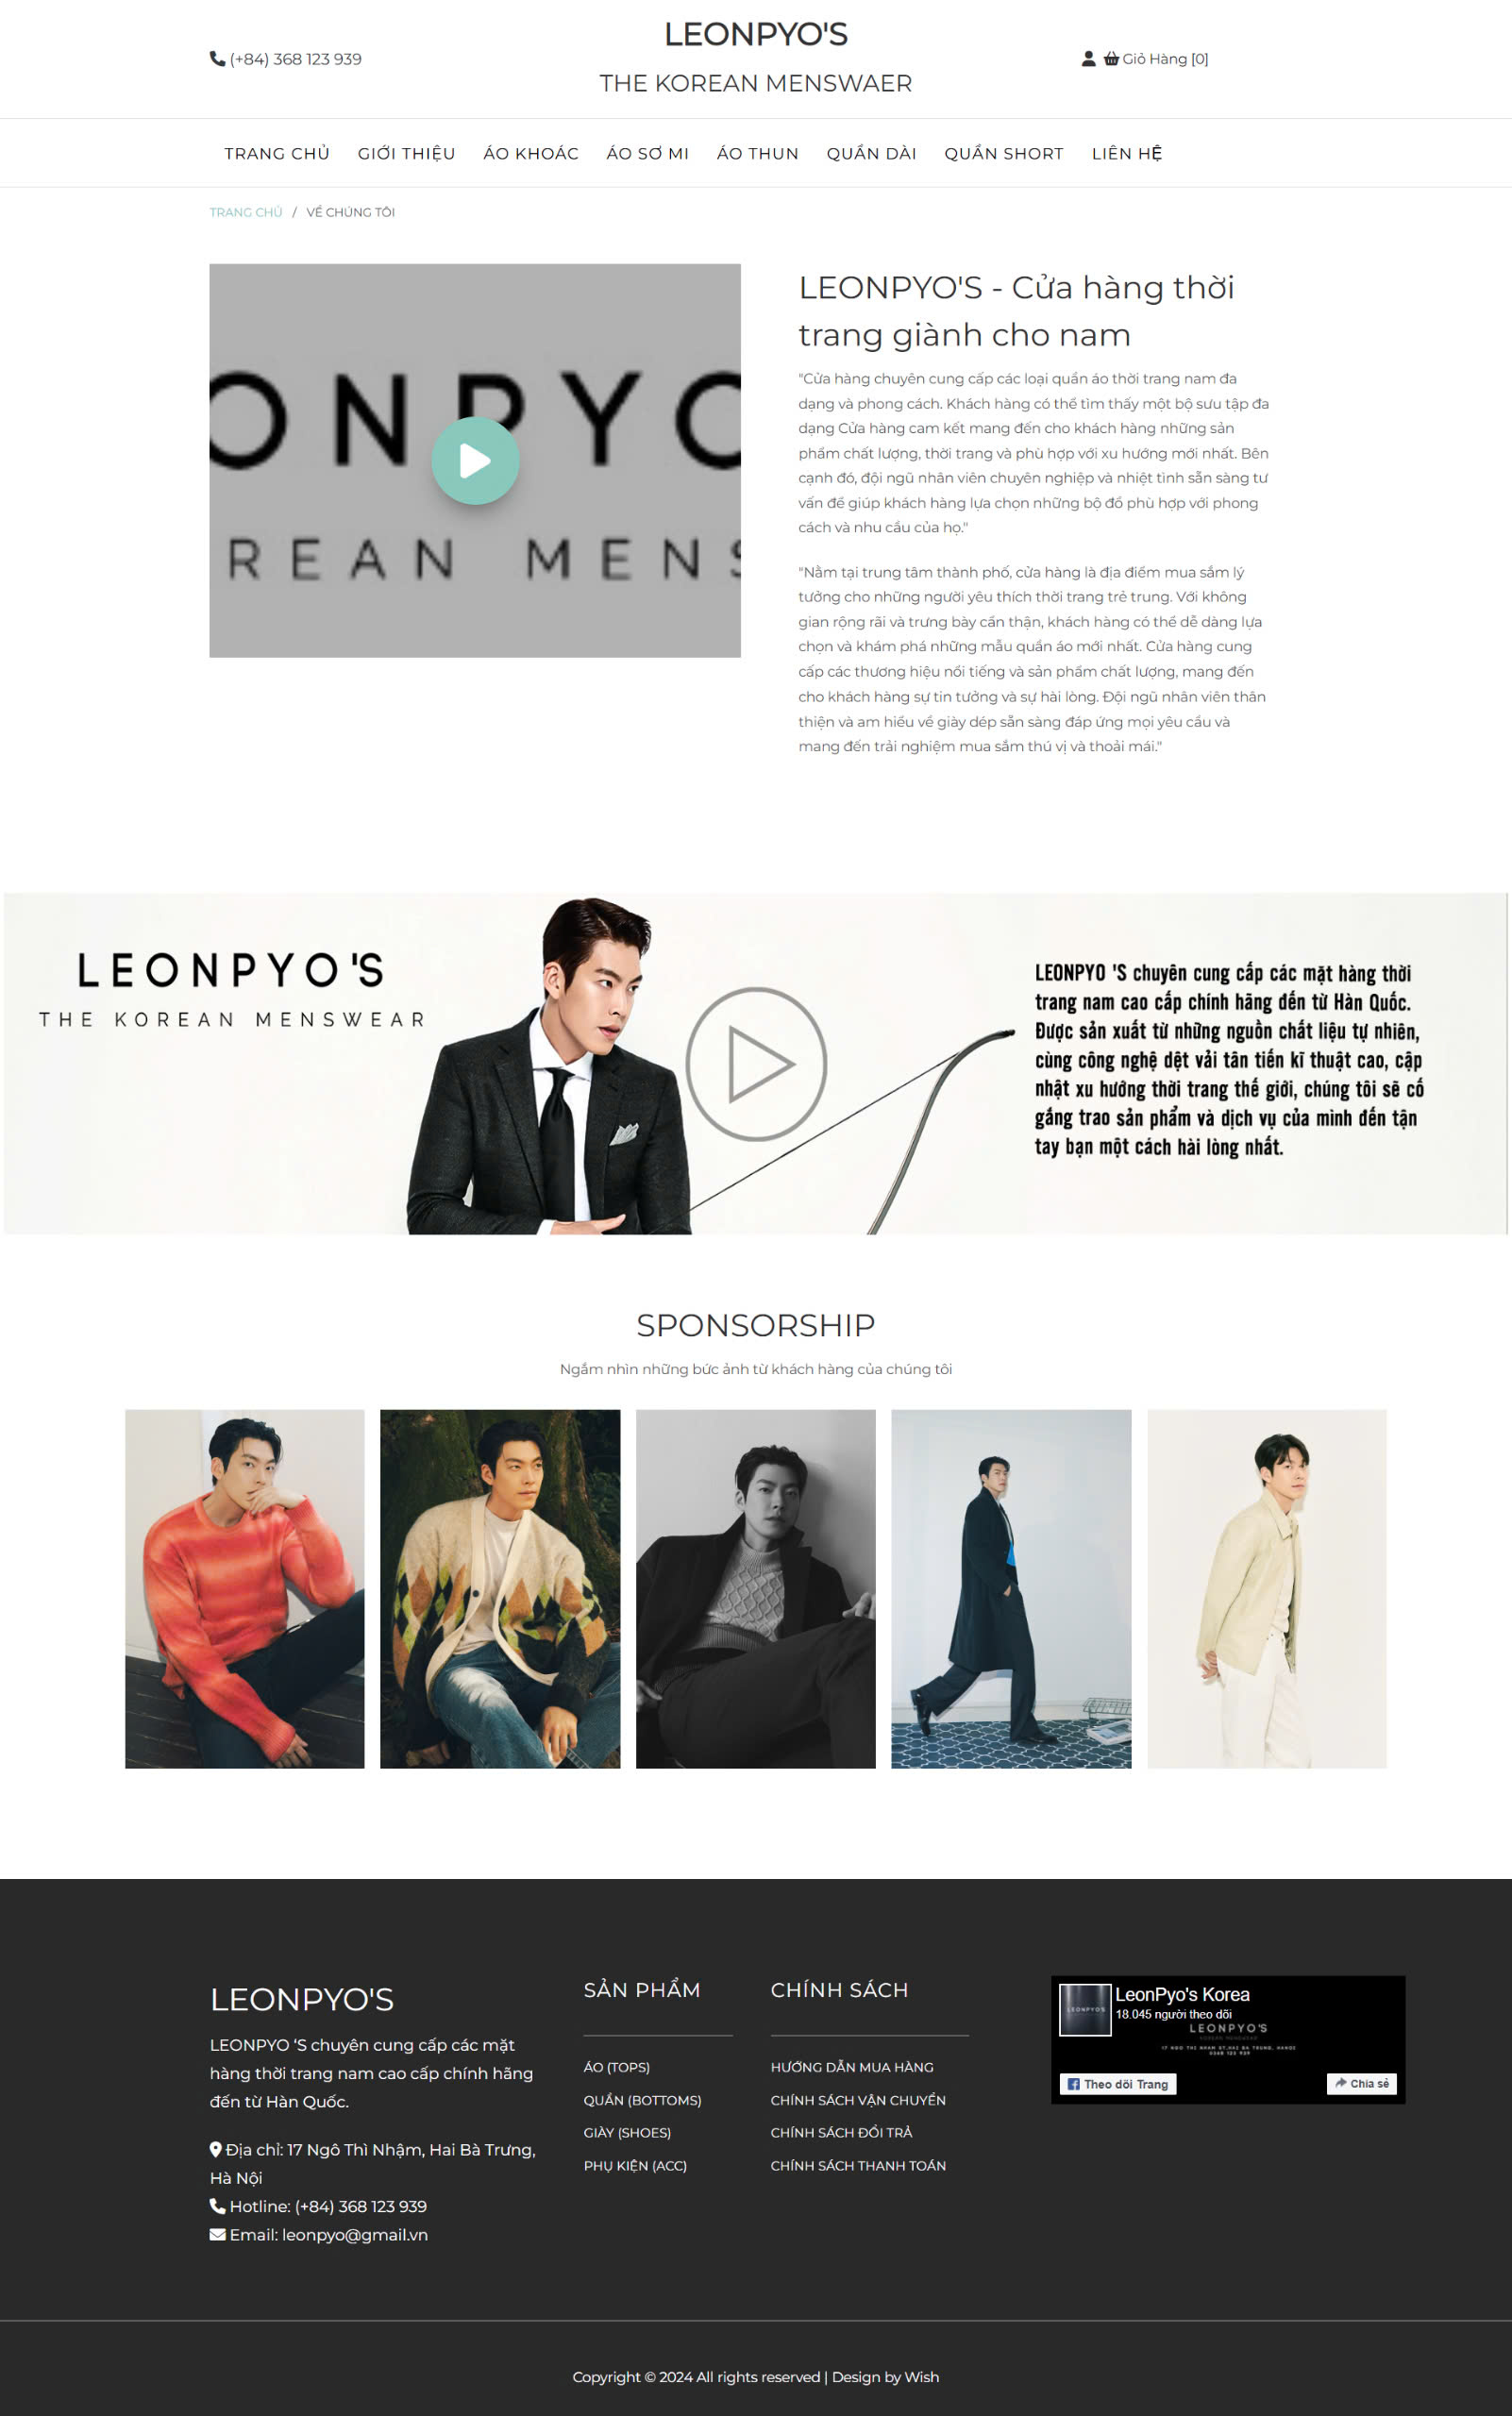 LEONPYO'S
(+84) 368 123 939
Giỏ Hàng [0]
THE KOREAN MENSWAER
TRANG CHỦ GIỚI THIỆU ÁO KHOÁC ÁO SƠ MI ÁO THUN QUẦN DÀI QUẦN SHORT LIÊN HỆ
TRANG CHỦ / VỀ CHÚNG TÔI
ONPYO
REAN MENS
LEONPYO'S - Cửa hàng thời
trang giành cho nam
"Cửa hàng chuyên cung cấp các loại quần áo thời trang nam đa
dạng và phong cách. Khách hàng có thể tìm thấy một bộ sưu tập đa
dạng Cửa hàng cam kết mang đến cho khách hàng những sản
phẩm chất lượng, thời trang và phù hợp với xu hướng mới nhất. Bên
cạnh đó, đội ngũ nhân viên chuyên nghiệp và nhiệt tình sẵn sàng tư
vấn để giúp khách hàng lựa chọn những bộ đồ phù hợp với phong
cách và nhu cầu của họ."
"Nằm tại trung tâm thành phố, cửa hàng là địa điểm mua sắm lý
tưởng cho những người yêu thích thời trang trẻ trung. Với không
gian rộng rãi và trưng bày cẩn thận, khách hàng có thể dễ dàng lựa
chọn và khám phá những mẫu quần áo mới nhất. Cửa hàng cung
cấp các thương hiệu nổi tiếng và sản phẩm chất lượng, mang đến
cho khách hàng sự tin tưởng và sự hài lòng. Đội ngũ nhân viên thân
thiện và am hiểu về giày dép sẵn sàng đáp ứng mọi yêu cầu và
mang đến trải nghiệm mua sắm thú vị và thoải mái."
LEONPYO'S
THE KOREAN MENSWEAR
LEONPYO 'S chuyên cung cấp các mặt hàng thời
trang nam cao cấp chính hãng đến từ Hàn Quốc.
Được sản xuất từ những nguồn chất liệu tự nhiên,
cùng công nghệ dệt vải tân tiến kĩ thuật cao, cập
nhật xu hướng thời trang thế giới, chúng tôi sẽ cố
gắng trao sản phẩm và dịch vụ của mình đến tận
tay bạn một cách hài lòng nhất.
SPONSORSHIP
Ngắm nhìn những bức ảnh từ khách hàng của chúng tôi
LEONPYO'S
LEONPYO ‘S chuyên cung cấp các mặt
hàng thời trang nam cao cấp chính hãng
đến từ Hàn Quốc.
Địa chỉ: 17 Ngô Thì Nhậm, Hai Bà Trưng,
Hà Nội
Hotline: (+84) 368 123 939
Email: leonpyo@gmail.vn
SẢN PHẨM
ÁO (TOPS)
QUẦN (BOTTOMS)
GIÀY (SHOES)
PHỤ KIỆN (ACC)
CHÍNH SÁCH
HƯỚNG DẪN MUA HÀNG
CHÍNH SÁCH VẬN CHUYỂN
CHÍNH SÁCH ĐỔI TRẢ
CHÍNH SÁCH THANH TOÁN
LEONPYO'S
LeonPyo's Korea
18.045 người theo dõi
LEONPYO'S
17 NGO THI NHAM ST,HAI BA TRUNG, HANOI
0368 123 939
Theo dõi Trang
Chia sẻ
Copyright © 2024 All rights reserved | Design by Wish